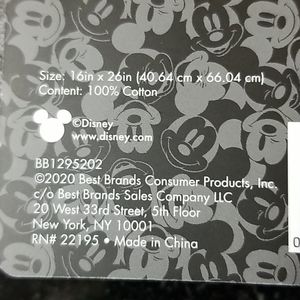 Size: 16in x 26in (40.64 cm x 66.04 cm)
Content: 100% Cotton
©Disney
www.disney.com
BB1295202
©2020 Best Brands Consumer Products, Inc.
c/o Best Brands Sales Company LLC
20 West 33rd Street, 5th Floor
New York, NY 10001
RN# 22195 • Made in China